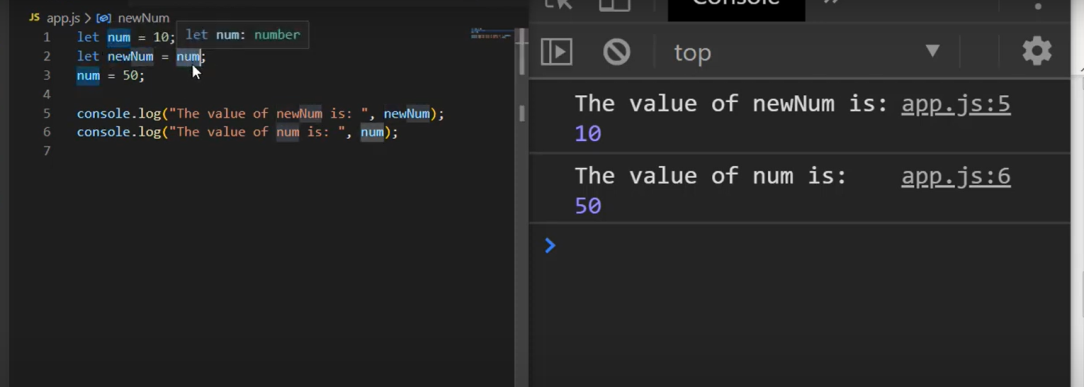 JS app.js > newNum
1 let num = 10;
let num: number
2 let newNum = num;
3 num = 50;
4
5 console.log("The value of newNum is: ", newNum);
6 console.log("The value of num is: ", num);
7
Console
top
The value of newNum is: app.js:5
10
The value of num is: app.js:6
50
>